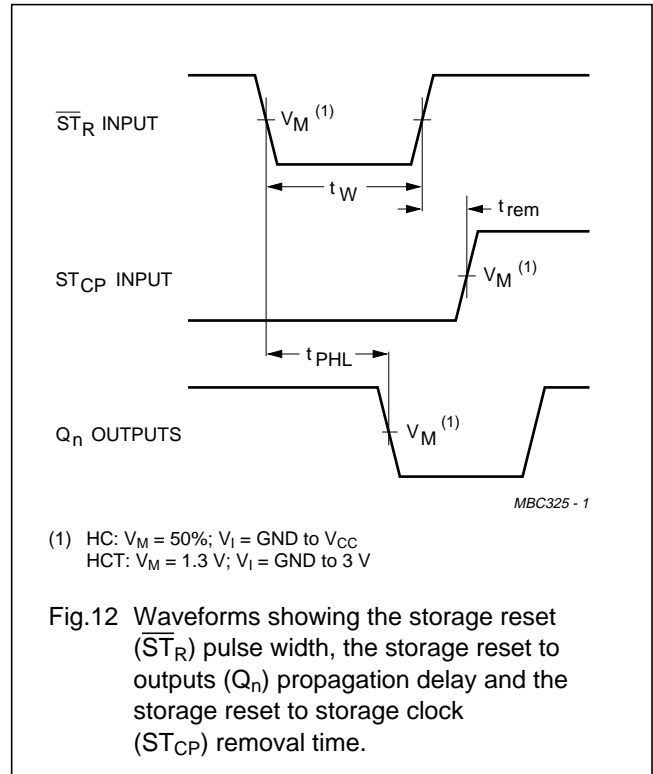 S̅T̅R INPUT
VM (1)
tW
trem
STCP INPUT
VM (1)
tPHL
Qn OUTPUTS
VM (1)
MBC325 - 1
(1) HC: VM = 50%; VI = GND to VCC
HCT: VM = 1.3 V; VI = GND to 3 V
Fig.12 Waveforms showing the storage reset
(S̅T̅R) pulse width, the storage reset to
outputs (Qn) propagation delay and the
storage reset to storage clock
(STCP) removal time.